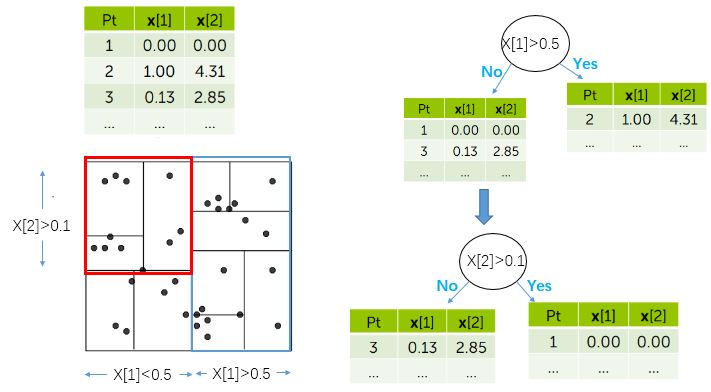 Pt x[1] x[2]
1 0.00 0.00
2 1.00 4.31
3 0.13 2.85
... ... ...
X[2]>0.1
X[1]<0.5 X[1]>0.5
X[1]>0.5
No Yes
Pt x[1] x[2]
1 0.00 0.00
3 0.13 2.85
... ... ...
Pt x[1] x[2]
2 1.00 4.31
... ... ...
X[2]>0.1
No Yes
Pt x[1] x[2]
3 0.13 2.85
... ... ...
Pt x[1] x[2]
1 0.00 0.00
... ... ...